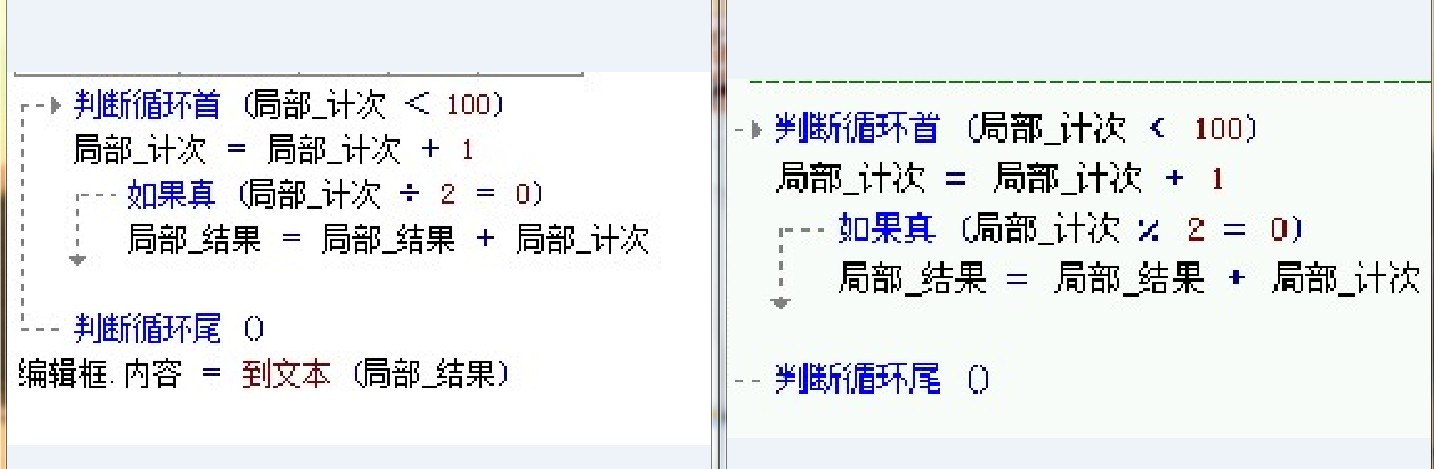 判断循环首 (局部_计次 < 100)
局部_计次 = 局部_计次 + 1
如果真 (局部_计次 ÷ 2 = 0)
局部_结果 = 局部_结果 + 局部_计次
判断循环尾 ()
编辑框.内容 = 到文本 (局部_结果)
判断循环首 (局部_计次 < 100)
局部_计次 = 局部_计次 + 1
如果真 (局部_计次 % 2 = 0)
局部_结果 = 局部_结果 + 局部_计次
判断循环尾 ()